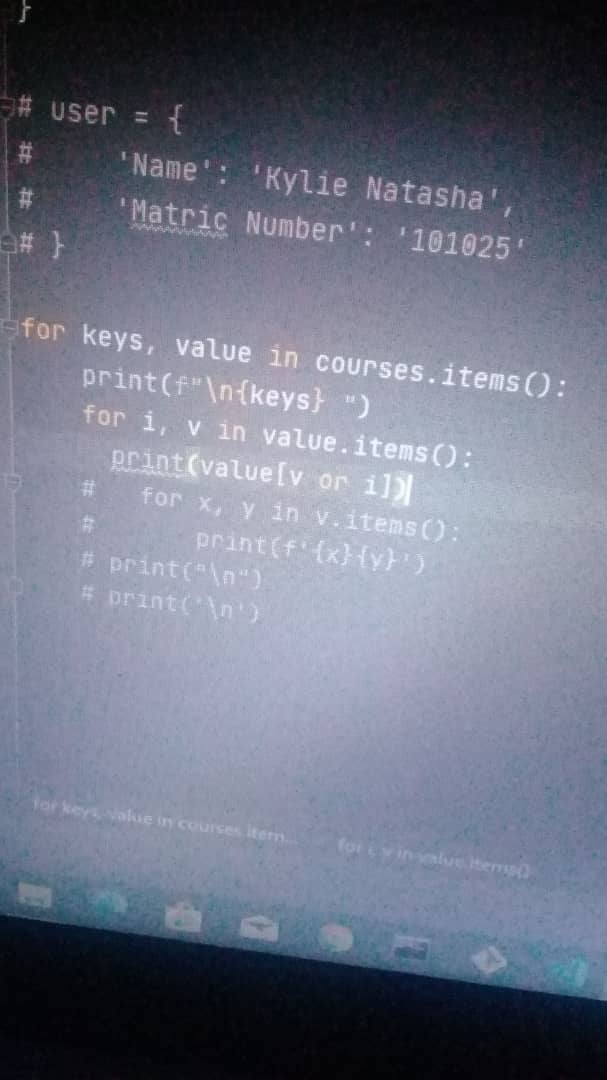 }
# user = {
#     'Name': 'Kylie Natasha',
#     'Matric Number': '101025'
# }
for keys, value in courses.items():
    print(f"\n{keys} ")
    for i, v in value.items():
      print(value[v or i])
#   for x, y in v.items():
#       print(f'{x}{y}')
# print("\n")
# print('\n')
for keys, value in courses.item... for i, v in value.items()